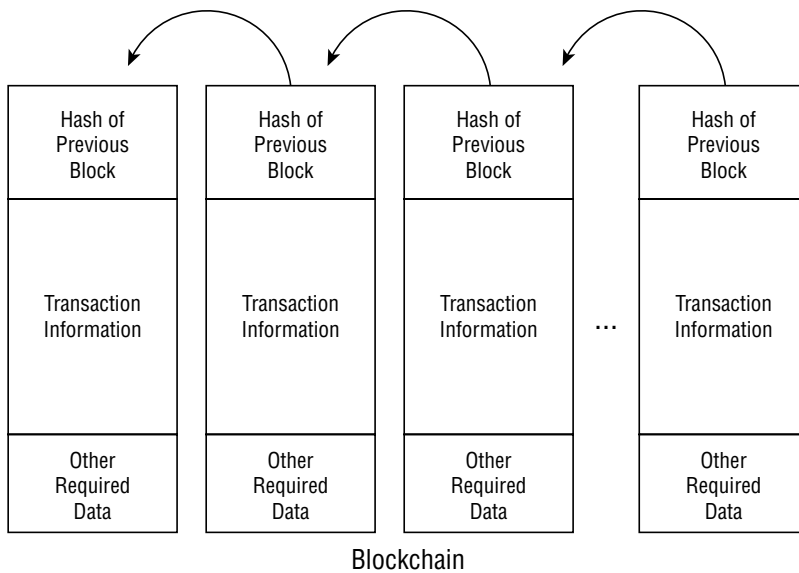 Hash of
Previous
Block
Transaction
Information
Other
Required
Data
Hash of
Previous
Block
Transaction
Information
Other
Required
Data
Hash of
Previous
Block
Transaction
Information
Other
Required
Data
...
Hash of
Previous
Block
Transaction
Information
Other
Required
Data
Blockchain